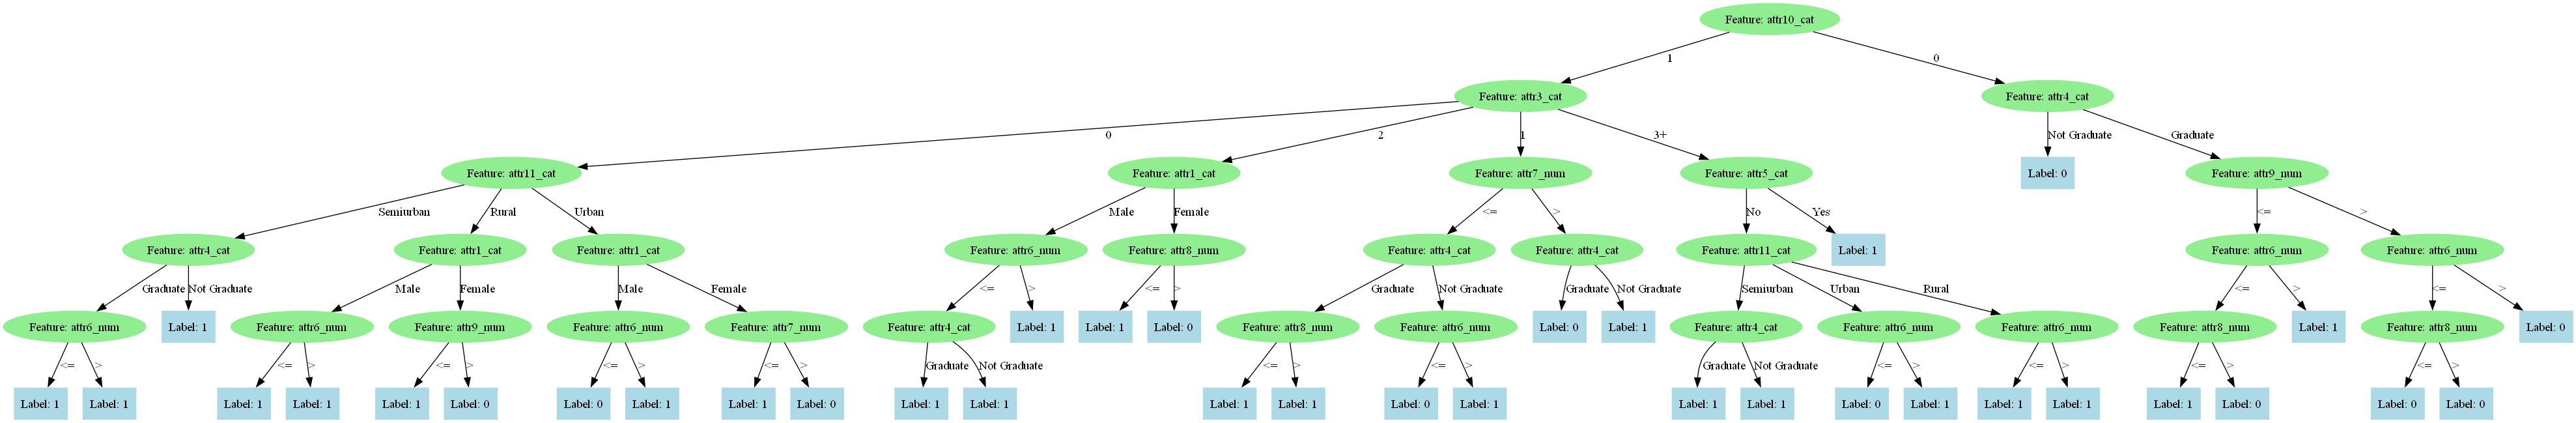 Feature: attr10_cat
1
0
Feature: attr3_cat
Feature: attr4_cat
0
2
1
3+
Not Graduate
Graduate
Feature: attr11_cat
Feature: attr1_cat
Feature: attr7_num
Feature: attr5_cat
Label: 0
Feature: attr9_num
Semiurban
Rural
Urban
Male
Female
<=
>
No
Yes
<=
>
Feature: attr4_cat
Feature: attr1_cat
Feature: attr1_cat
Feature: attr6_num
Feature: attr8_num
Feature: attr4_cat
Feature: attr4_cat
Feature: attr11_cat
Label: 1
Feature: attr6_num
Feature: attr6_num
Graduate
Not Graduate
Male
Female
Male
Female
<=
>
<=
>
Graduate
Not Graduate
Graduate
Not Graduate
Semiurban
Urban
Rural
<=
>
<=
>
Feature: attr6_num
Label: 1
Feature: attr6_num
Feature: attr9_num
Feature: attr6_num
Feature: attr7_num
Feature: attr4_cat
Label: 1
Label: 1
Label: 0
Feature: attr8_num
Feature: attr6_num
Label: 0
Label: 1
Feature: attr4_cat
Feature: attr6_num
Feature: attr6_num
Feature: attr8_num
Label: 1
Feature: attr8_num
Label: 0
<=
>
<=
>
<=
>
<=
>
<=
>
Graduate
Not Graduate
<=
>
<=
>
Graduate
Not Graduate
<=
>
<=
>
<=
>
<=
>
Label: 1
Label: 1
Label: 1
Label: 1
Label: 1
Label: 0
Label: 0
Label: 1
Label: 1
Label: 0
Label: 1
Label: 1
Label: 1
Label: 1
Label: 0
Label: 1
Label: 1
Label: 1
Label: 0
Label: 1
Label: 1
Label: 1
Label: 1
Label: 0
Label: 0
Label: 0